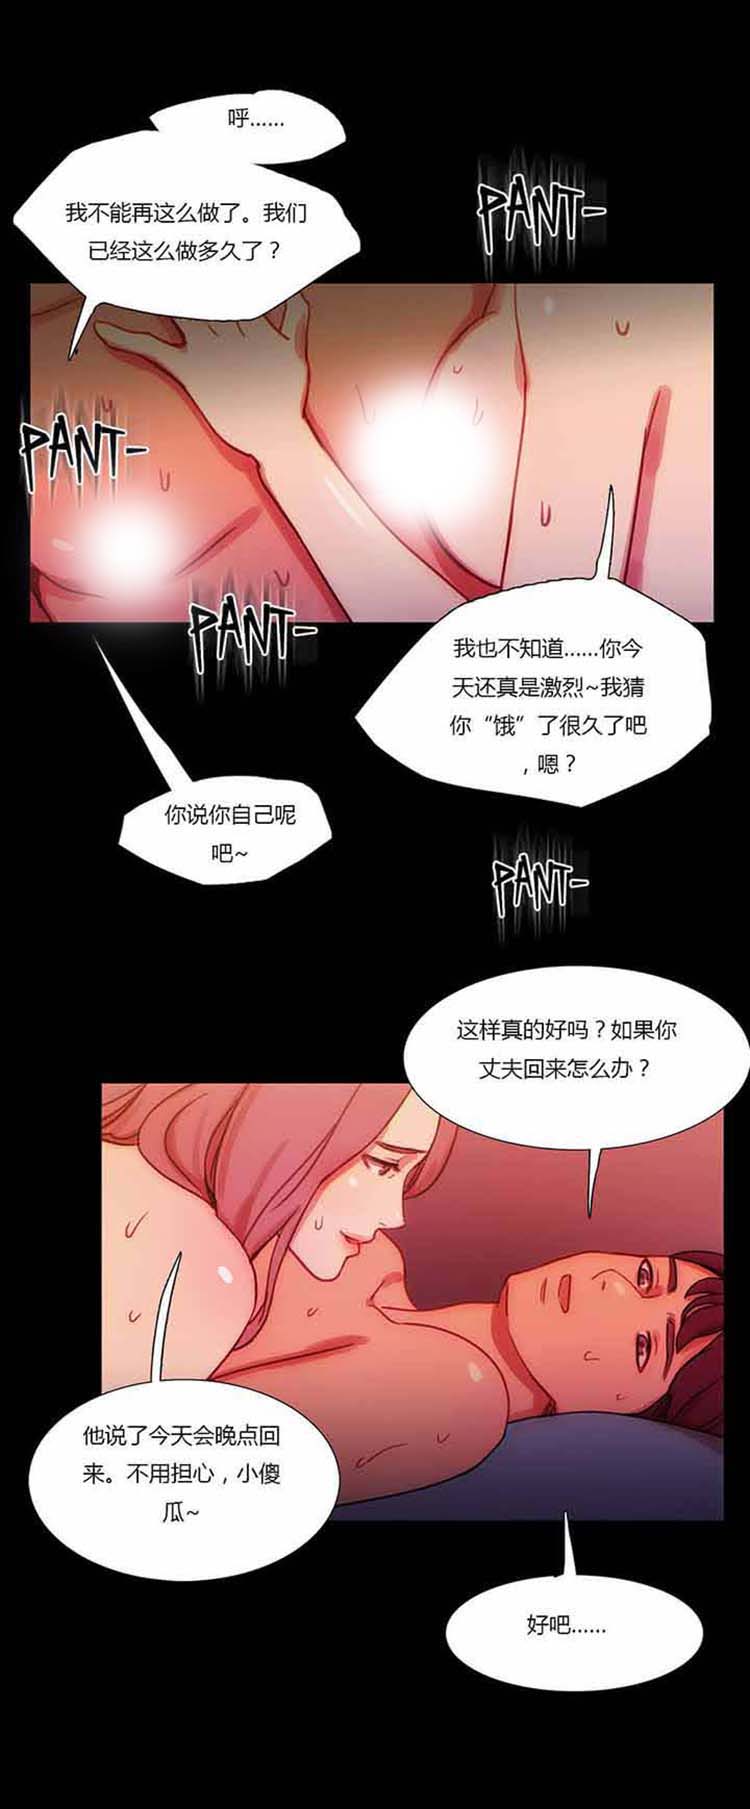 呼……
我不能再这么做了。我们
已经这么做多久了？
PANT-
PANT-
PANT-
我也不知道……你今
天还真是激烈~我猜
你“饿”了很久了吧
，嗯？
你说你自己呢
吧~
PANT-
这样真的好吗？如果你
丈夫回来怎么办？
他说了今天会晚点回
来。不用担心，小傻
瓜~
好吧……